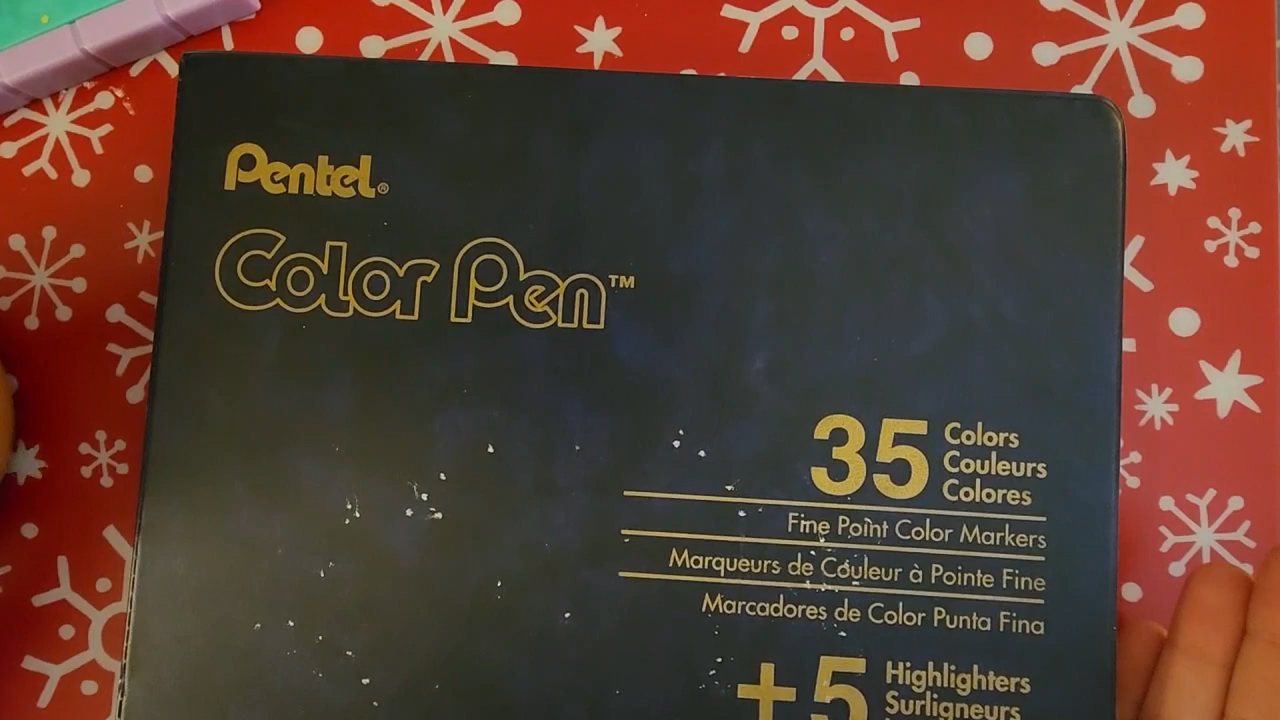 Pentel®
Color Pen™
35 Colors
Couleurs
Colores
Fine Point Color Markers
Marqueurs de Couleur à Pointe Fine
Marcadores de Color Punta Fina
+5 Highlighters
Surligneurs